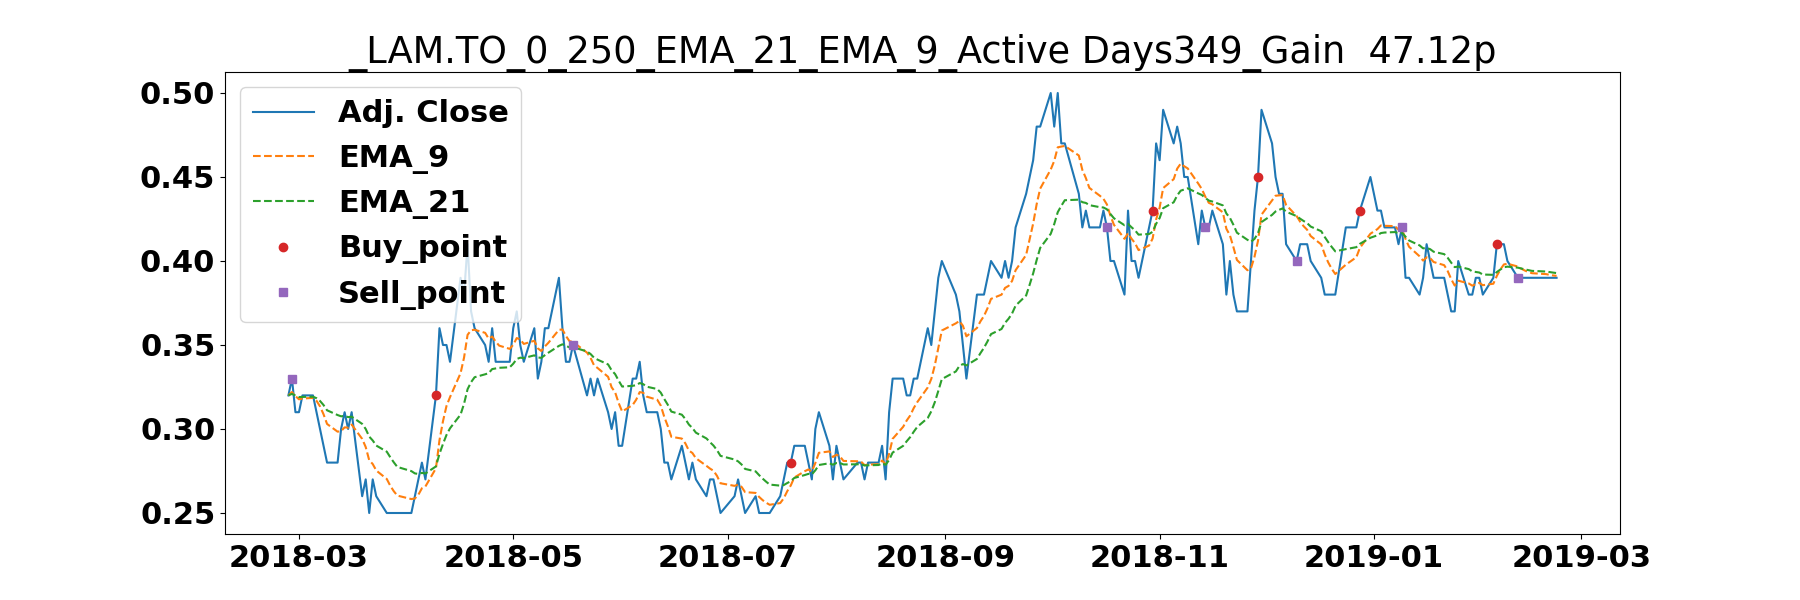 _LAM.TO_0_250_EMA_21_EMA_9_Active Days349_Gain  47.12p
0.50
0.45
0.40
0.35
0.30
0.25
Adj. Close
EMA_9
EMA_21
Buy_point
Sell_point
2018-03 2018-05 2018-07 2018-09 2018-11 2019-01 2019-03